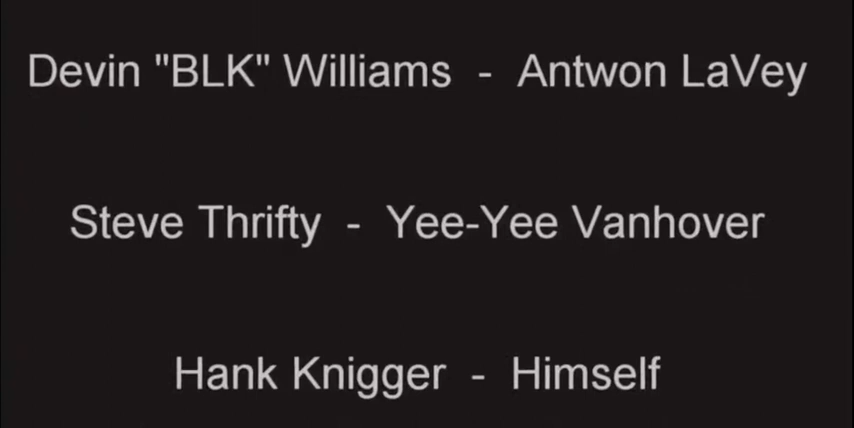 Devin "BLK" Williams - Antwon LaVey
Steve Thrifty - Yee-Yee Vanhover
Hank Knigger - Himself